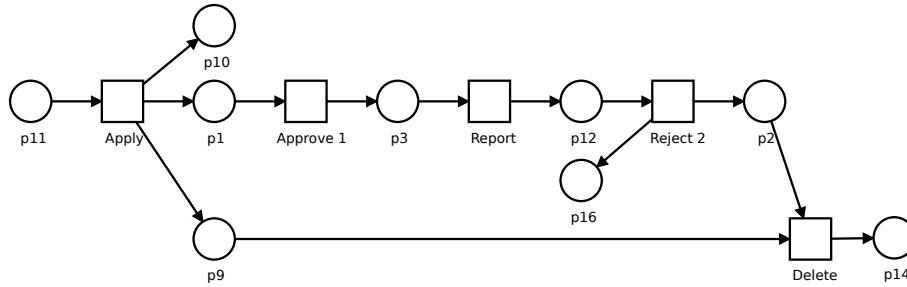 p10
p11
Apply
p1
Approve 1
p3
Report
p12
Reject 2
p2
p16
p9
Delete
p14